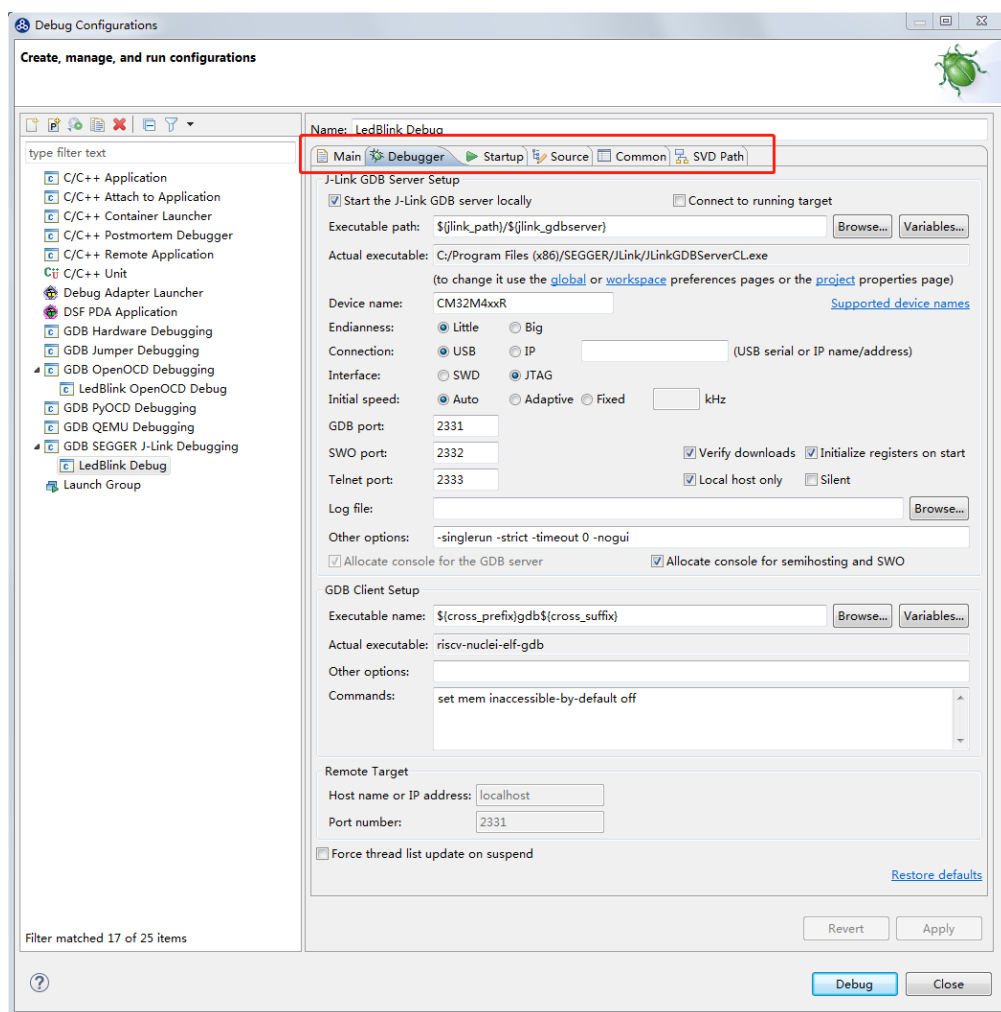 Debug Configurations
Create, manage, and run configurations
type filter text
C/C++ Application
C/C++ Attach to Application
C/C++ Container Launcher
C/C++ Postmortem Debugger
C/C++ Remote Application
C/C++ Unit
Debug Adapter Launcher
DSF PDA Application
GDB Hardware Debugging
GDB Jumper Debugging
GDB OpenOCD Debugging
LedBlink OpenOCD Debug
GDB PyOCD Debugging
GDB QEMU Debugging
GDB SEGGER J-Link Debugging
LedBlink Debug
Launch Group
Filter matched 17 of 25 items
Name: LedBlink Debug
Main Debugger Startup Source Common SVD Path
J-Link GDB Server Setup
Start the J-Link GDB server locally Connect to running target
Executable path: ${jlink_path}/${jlink_gdbserver} Browse... Variables...
Actual executable: C:/Program Files (x86)/SEGGER/JLink/JLinkGDBServerCL.exe
(to change it use the global or workspace preferences pages or the project properties page)
Device name: CM32M4xxR Supported device names
Endianness: Little Big
Connection: USB IP (USB serial or IP name/address)
Interface: SWD JTAG
Initial speed: Auto Adaptive Fixed kHz
GDB port: 2331
SWO port: 2332 Verify downloads Initialize registers on start
Telnet port: 2333 Local host only Silent
Log file: Browse...
Other options: -singlerun -strict -timeout 0 -nogui
Allocate console for the GDB server Allocate console for semihosting and SWO
GDB Client Setup
Executable name: ${cross_prefix}gdb${cross_suffix} Browse... Variables...
Actual executable: riscv-nuclei-elf-gdb
Other options:
Commands: set mem inaccessible-by-default off
Remote Target
Host name or IP address: localhost
Port number: 2331
Force thread list update on suspend
Restore defaults
Revert Apply
Debug Close